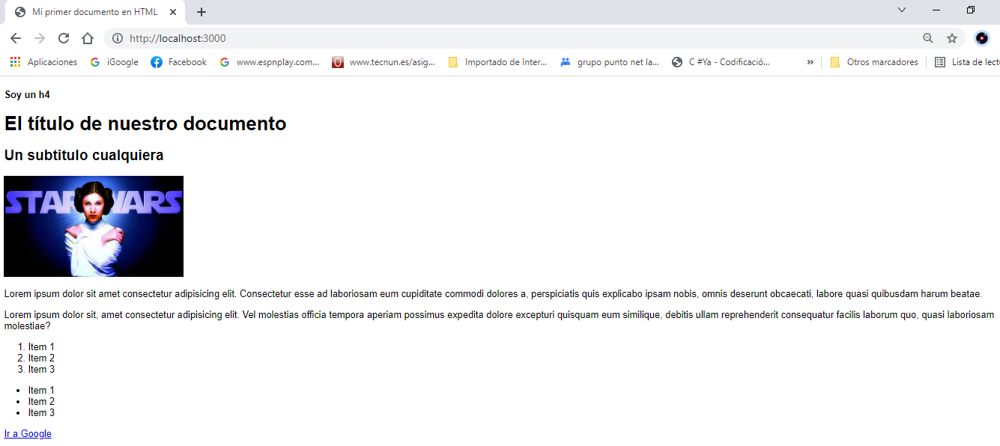 Mi primer documento en HTML
http://localhost:3000
Aplicaciones iGoogle Facebook www.espnplay.com... www.tecnun.es/asig... Importado de Inter... grupo punto net la... C #Ya - Codificació... » Otros marcadores Lista de lect
Soy un h4
El título de nuestro documento
Un subtitulo cualquiera
STAR WARS
Lorem ipsum dolor sit amet consectetur adipisicing elit. Consectetur esse ad laboriosam eum cupiditate commodi dolores a, perspiciatis quis explicabo ipsam nobis, omnis deserunt obcaecati, labore quasi quibusdam harum beatae.
Lorem ipsum dolor sit, amet consectetur adipisicing elit. Vel molestias officia tempora aperiam possimus expedita dolore excepturi quisquam eum similique, debitis ullam reprehenderit consequatur facilis laborum quo, quasi laboriosam
molestiae?
1. Item 1
2. Item 2
3. Item 3
• Item 1
• Item 2
• Item 3
Ir a Google